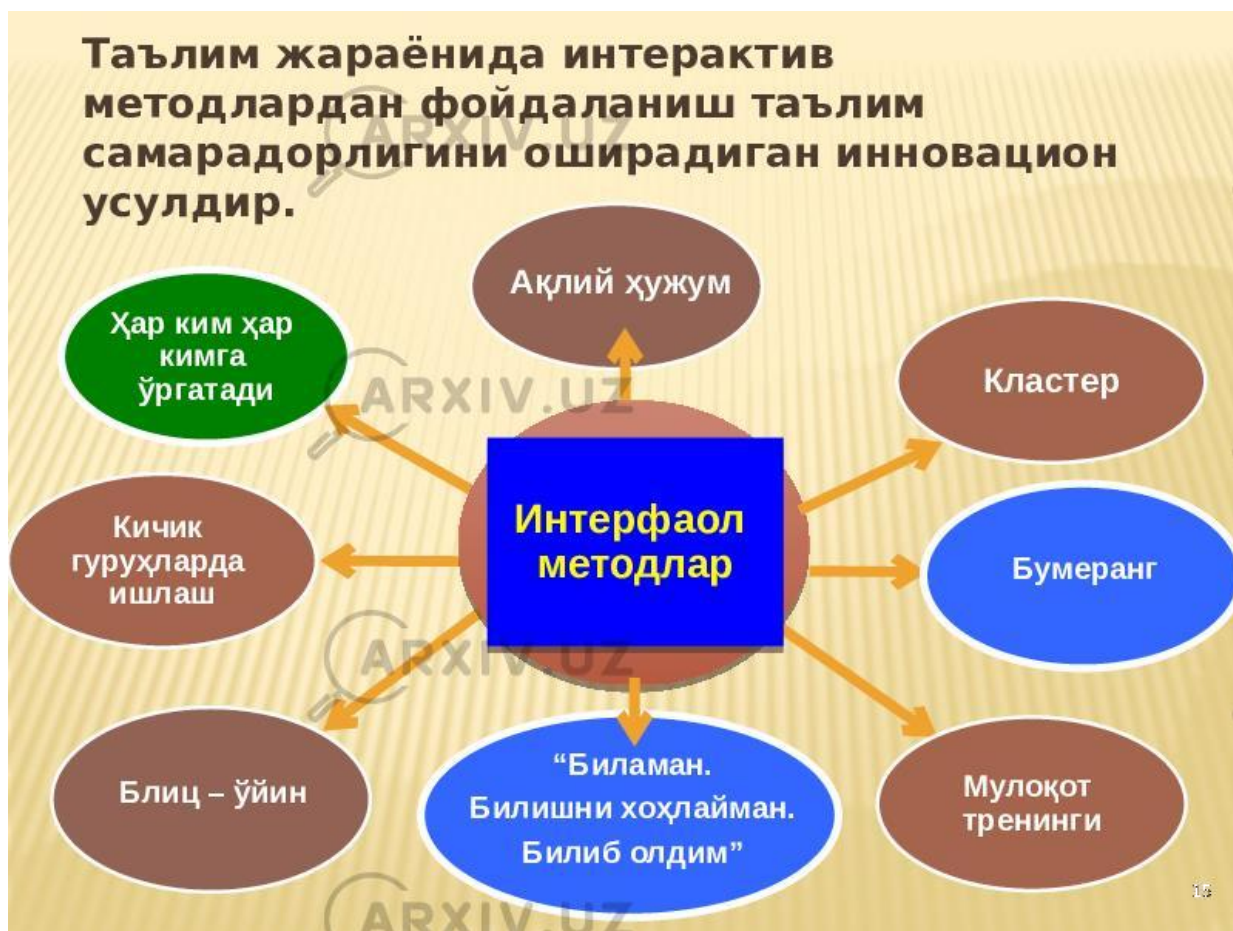 Таълим жараёнида интерактив
методлардан фойдаланиш таълим
самарадорлигини оширадиган инновацион
усулдир.
Ақлий ҳужум
Ҳар ким ҳар
кимга
ўргатади
Кластер
Интерфаол
методлар
Кичик
гуруҳларда
ишлаш
Бумеранг
Блиц – ўйин
“Биламан.
Билишни хоҳлайман.
Билиб олдим”
Мулоқот
тренинги
ARXIV.UZ
ARXIV.UZ
ARXIV.UZ
ARXIV.UZ